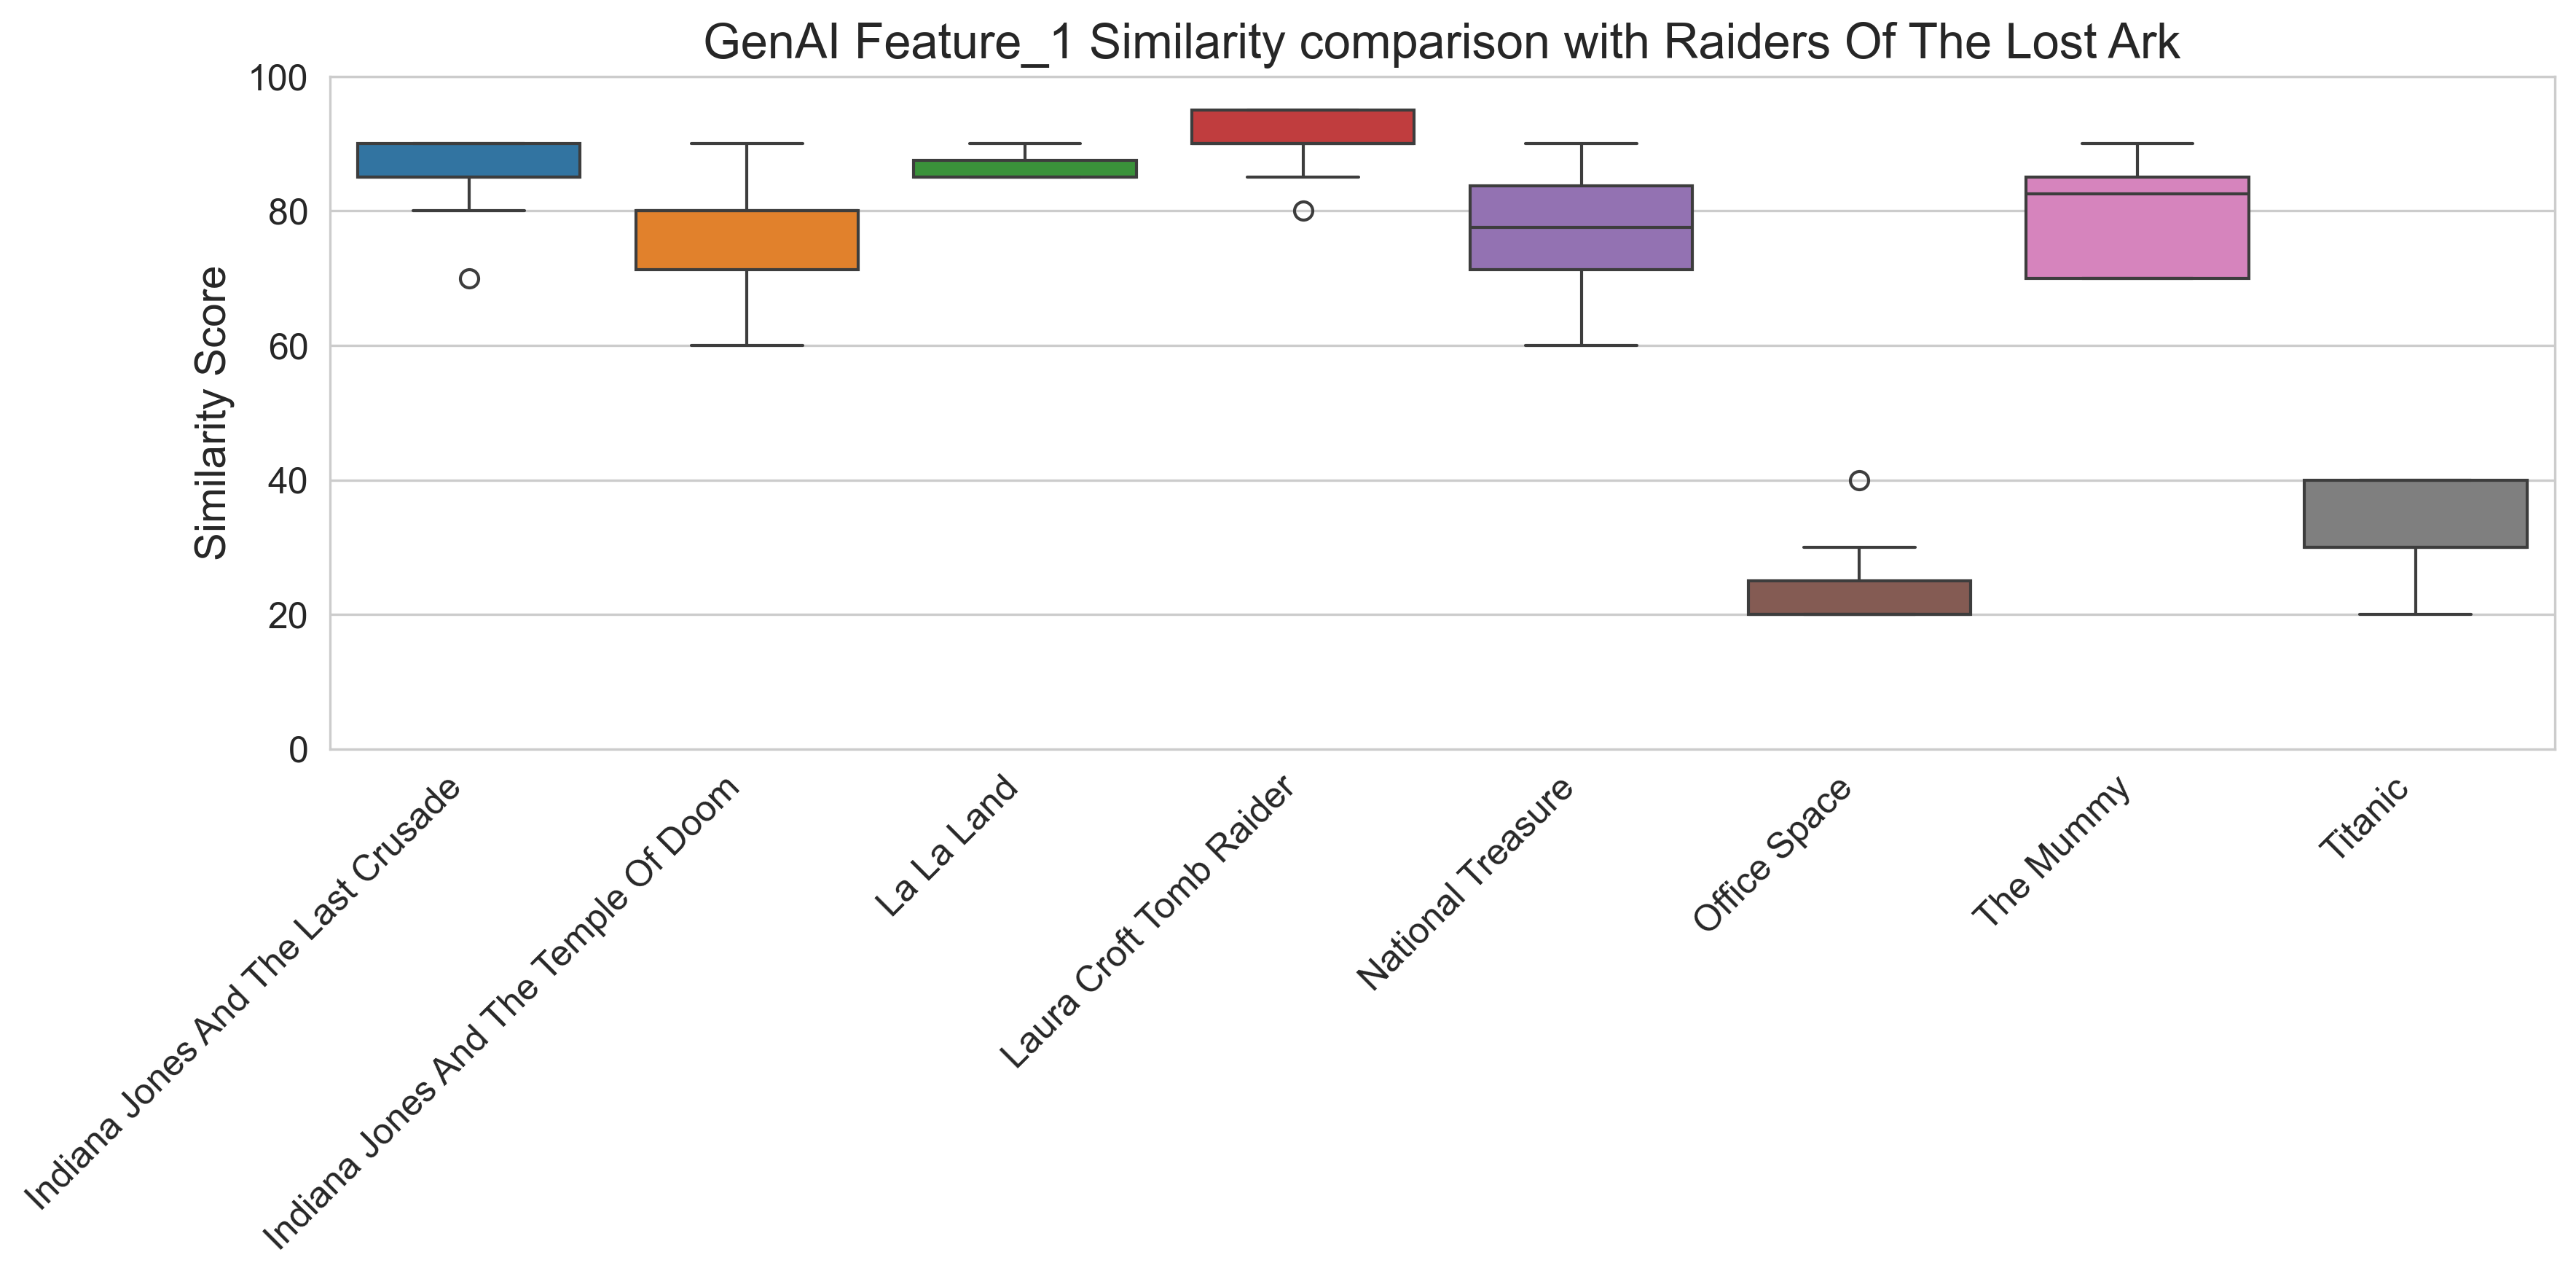 GenAI Feature_1 Similarity comparison with Raiders Of The Lost Ark
Similarity Score
100
80
60
40
20
0
Indiana Jones And The Last Crusade
Indiana Jones And The Temple Of Doom
La La Land
Laura Croft Tomb Raider
National Treasure
Office Space
The Mummy
Titanic